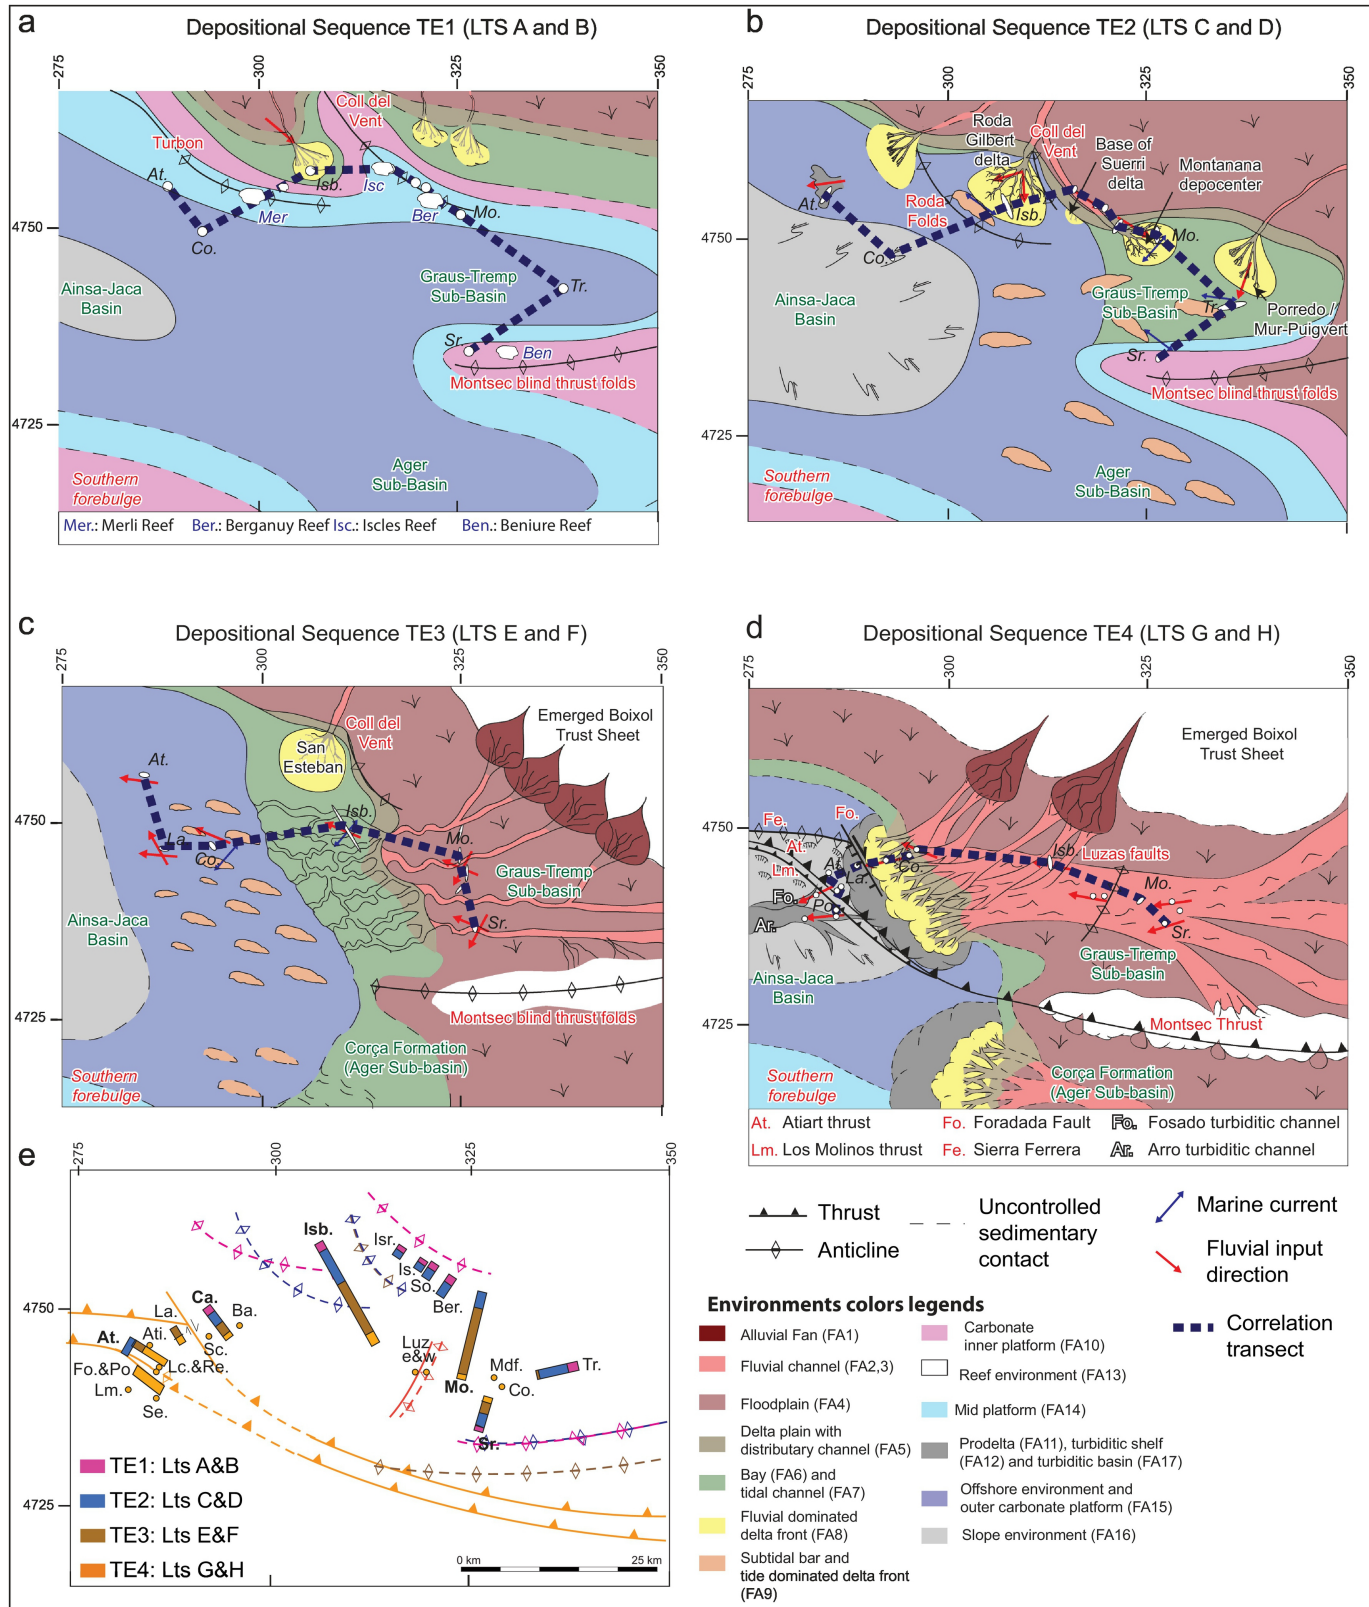 a
Depositional Sequence TE1 (LTS A and B)
275
300
325
350
Coll del
Vent
Turbon
At.
Isb.
Isc
Mer
Ber
Mo.
4750
Co.
Ainsa-Jaca
Basin
Graus-Tremp
Sub-Basin
Tr.
Sr.
Ben
Montsec blind thrust folds
4725
Ager
Sub-Basin
Southern
forebulge
Mer.: Merli Reef
Ber.: Berganuy Reef
Isc.: Iscles Reef
Ben.: Beniure Reef
b
Depositional Sequence TE2 (LTS C and D)
275
300
325
350
Roda
Gilbert
delta
Coll del
Vent
Base of
Suerri
delta
Montanana
depocenter
At.
Roda
Folds
Isb.
Mo.
4750
Co.
Ainsa-Jaca
Basin
Graus-Tremp
Sub-Basin
Tr.
Porredo /
Mur-Puigvert
Sr.
Montsec blind thrust folds
4725
Ager
Sub-Basin
Southern
forebulge
c
Depositional Sequence TE3 (LTS E and F)
275
300
325
350
Coll del
Vent
Emerged Boixol
Trust Sheet
San
Esteban
At.
Isb.
4750
La.
Co.
Mo.
Graus-Tremp
Sub-basin
Sr.
Ainsa-Jaca
Basin
4725
Montsec blind thrust folds
Corça Formation
(Ager Sub-basin)
Southern
forebulge
d
Depositional Sequence TE4 (LTS G and H)
275
300
325
350
Emerged Boixol
Trust Sheet
4750
Fe.
Fo.
At.
Lm.
At.
La.
Co.
Isb.
Luzas faults
Mo.
Fo.
Po.
Ar.
Sr.
Graus-Tremp
Sub-basin
Ainsa-Jaca
Basin
4725
Montsec Thrust
Southern
forebulge
Corça Formation
(Ager Sub-basin)
At. Atiart thrust
Fo. Foradada Fault
Fo. Fosado turbiditic channel
Lm. Los Molinos thrust
Fe. Sierra Ferrera
Ar. Arro turbiditic channel
e
275
300
325
350
Isb.
Isr.
Is.
So.
Ber.
4750
La.
Ca.
Ba.
At.
Ati.
Sc.
Fo.&Po
Lc.&Re.
Lm.
Se.
Luz
e&w
Mo.
Mdf.
Co.
Tr.
Sr.
4725
TE1: Lts A&B
TE2: Lts C&D
TE3: Lts E&F
TE4: Lts G&H
0 km
25 km
Thrust
Anticline
Uncontrolled
sedimentary
contact
Marine current
Fluvial input
direction
Correlation
transect
Environments colors legends
Alluvial Fan (FA1)
Fluvial channel (FA2,3)
Floodplain (FA4)
Delta plain with
distributary channel (FA5)
Bay (FA6) and
tidal channel (FA7)
Fluvial dominated
delta front (FA8)
Subtidal bar and
tide dominated delta front
(FA9)
Carbonate
inner platform (FA10)
Reef environment (FA13)
Mid platform (FA14)
Prodelta (FA11), turbiditic shelf
(FA12) and turbiditic basin (FA17)
Offshore environment and
outer carbonate platform (FA15)
Slope environment (FA16)